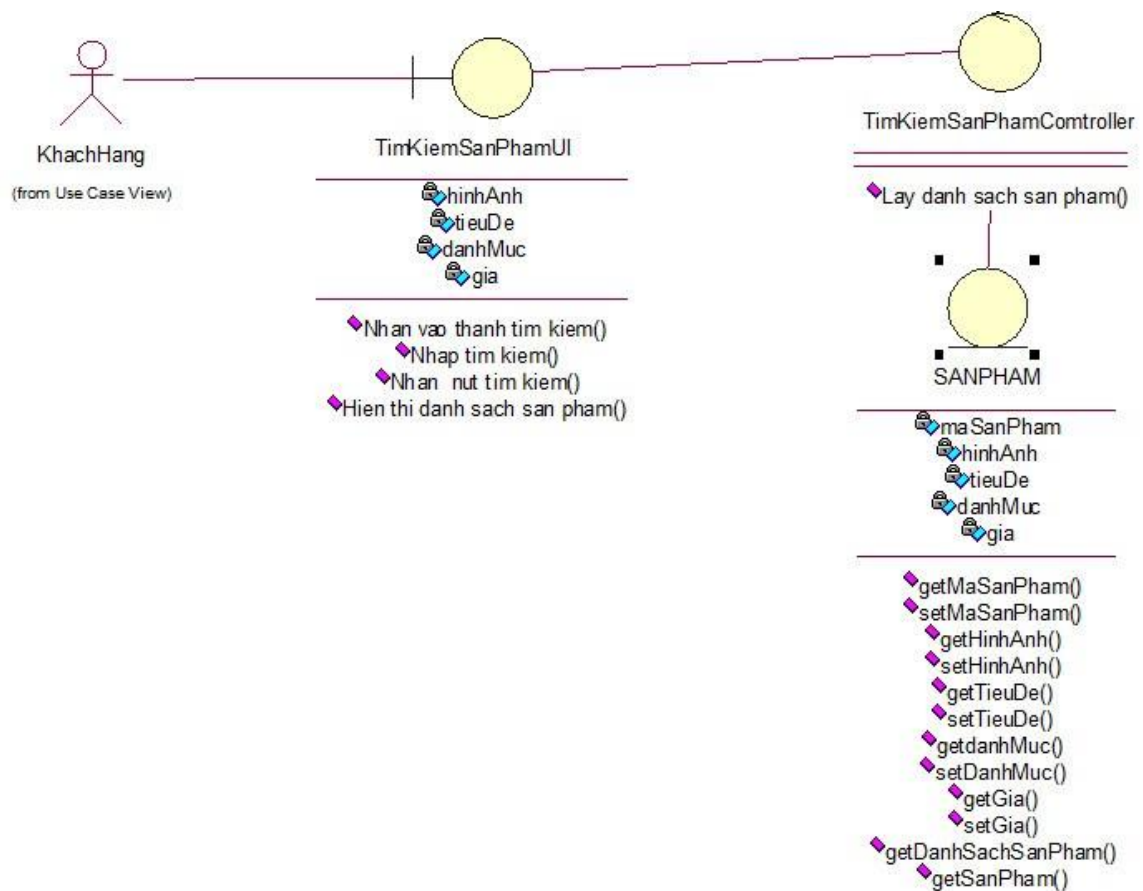 KhachHang
(from Use Case View)
TimKiemSanPhamUI
hinhAnh
tieuDe
danhMuc
gia
Nhan vao thanh tim kiem()
Nhap tim kiem()
Nhan nut tim kiem()
Hien thi danh sach san pham()
TimKiemSanPhamComtroller
Lay danh sach san pham()
SANPHAM
maSanPham
hinhAnh
tieuDe
danhMuc
gia
getMaSanPham()
setMaSanPham()
getHinhAnh()
setHinhAnh()
getTieuDe()
setTieuDe()
getdanhMuc()
setDanhMuc()
getGia()
setGia()
getDanhSachSanPham()
getSanPham()